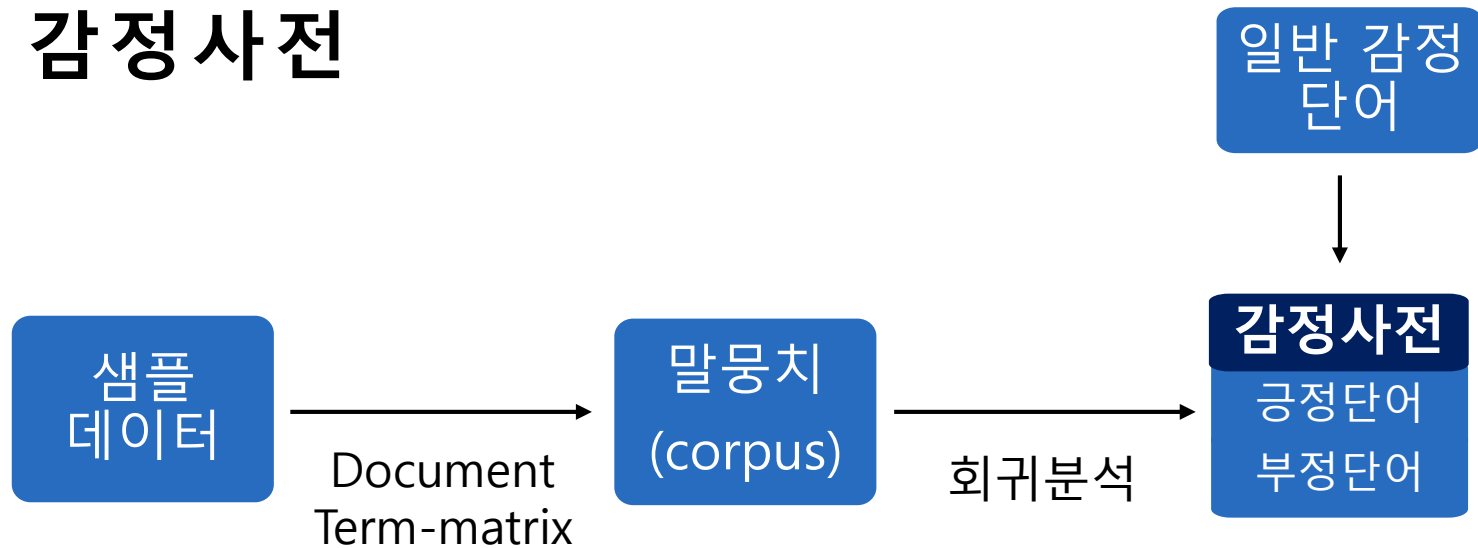 감정사전
일반 감정
단어
샘플
데이터
Document
Term-matrix
말뭉치
(corpus)
회귀분석
감정사전
긍정단어
부정단어